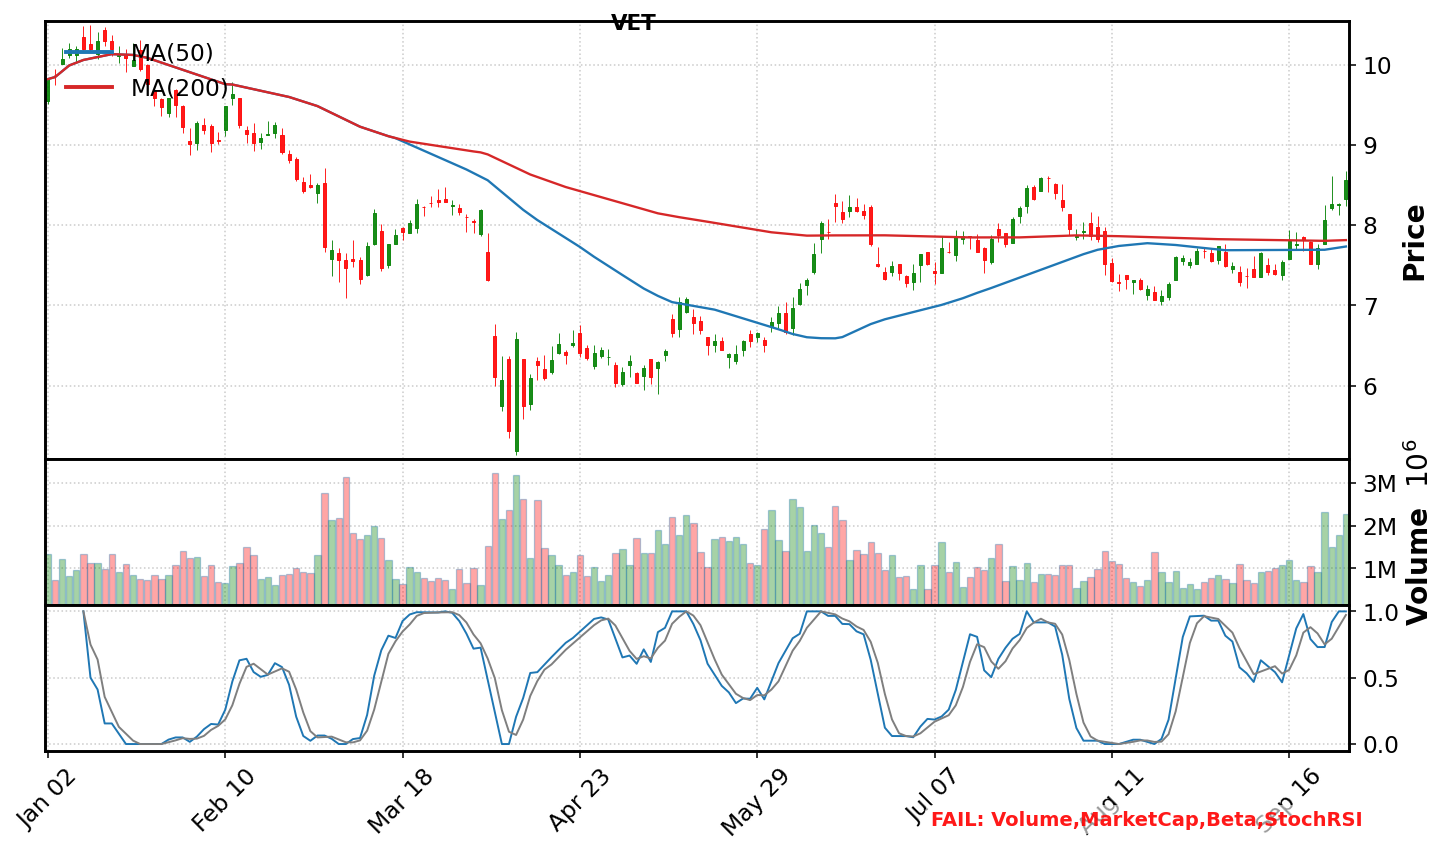 VET
MA(50)
MA(200)
10
9
8
7
6
Price
3M
2M
1M
Volume 10⁶
1.0
0.5
0.0
Jan 02
Feb 10
Mar 18
Apr 23
May 29
Jul 07
Aug 11
Sep 16
FAIL: Volume,MarketCap,Beta,StochRSI